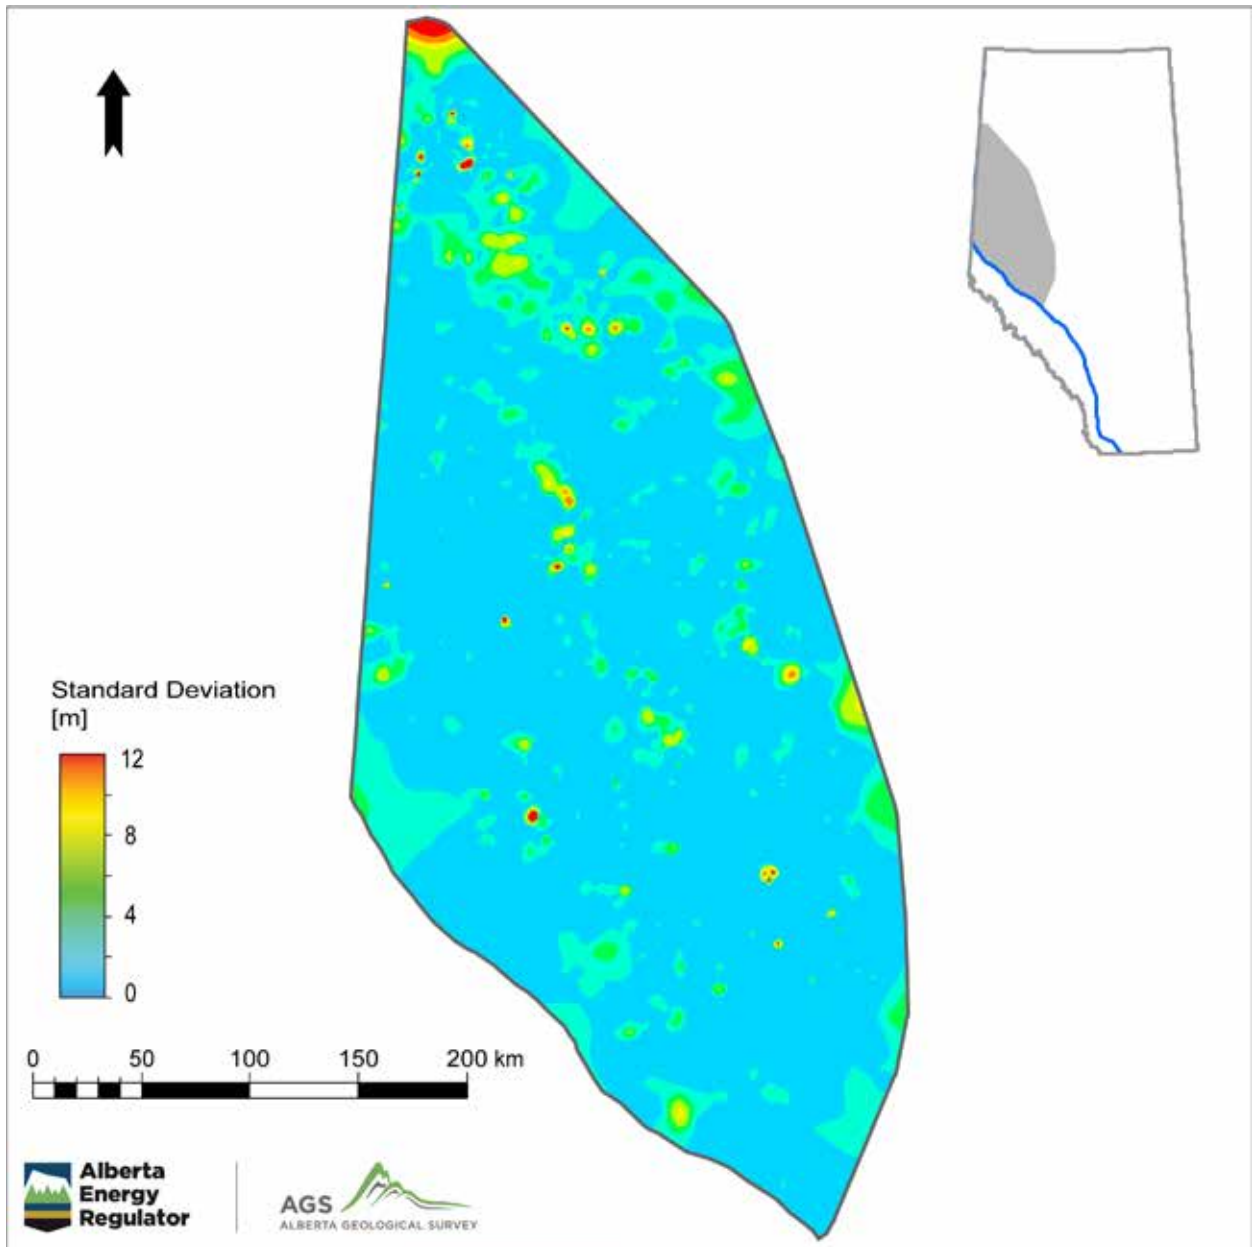 Standard Deviation
[m]
12
8
4
0
0 50 100 150 200 km
Alberta
Energy
Regulator
AGS
ALBERTA GEOLOGICAL SURVEY